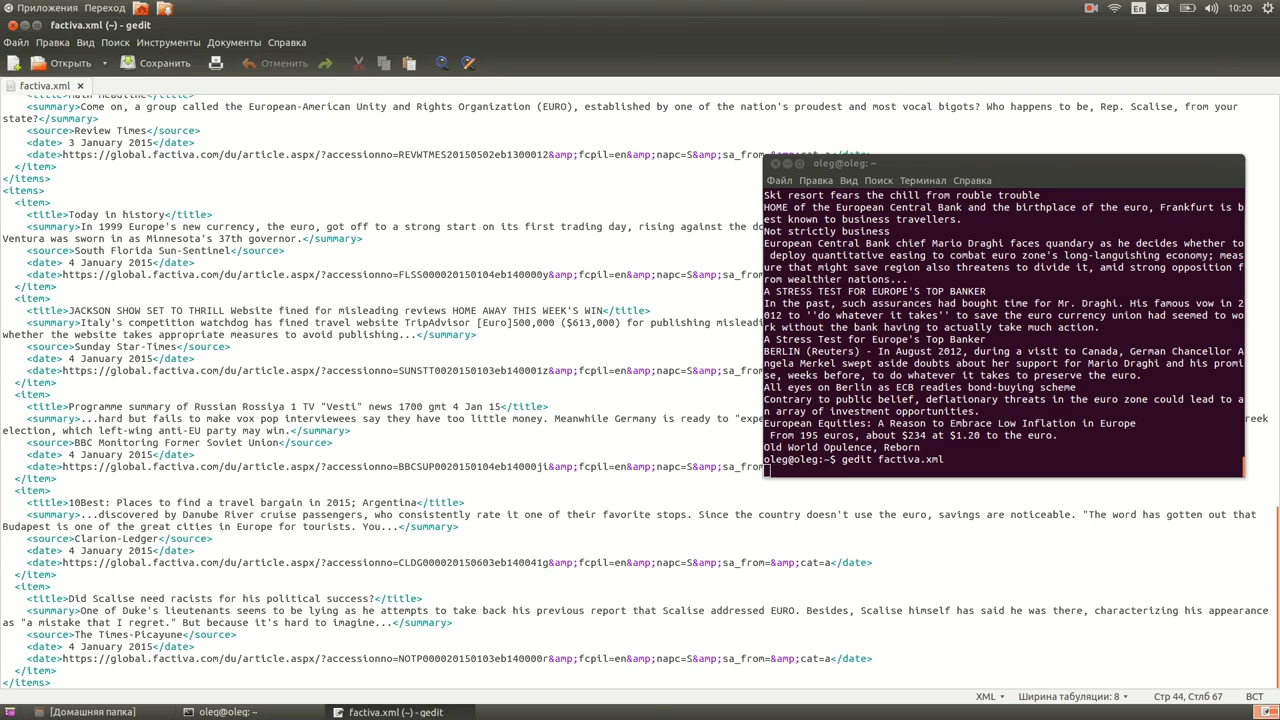 Приложения Переход En 10:20
factiva.xml (~) - gedit
Файл Правка Вид Поиск Инструменты Документы Справка
Открыть Сохранить Отменить
factiva.xml
<title>Main headline</title>
<summary>Come on, a group called the European-American Unity and Rights Organization (EURO), established by one of the nation's proudest and most vocal bigots? Who happens to be, Rep. Scalise, from your
state?</summary>
<source>Review Times</source>
<date> 3 January 2015</date>
<date>https://global.factiva.com/du/article.aspx/?accessionno=REVWTMES20150502eb1300012&amp;fcpil=en&amp;napc=S&amp;sa_from=&amp;cat=a</date>
</item>
</items>
<items>
<item>
<title>Today in history</title>
<summary>In 1999 Europe's new currency, the euro, got off to a strong start on its first trading day, rising against the do
Ventura was sworn in as Minnesota's 37th governor.</summary>
<source>South Florida Sun-Sentinel</source>
<date> 4 January 2015</date>
<date>https://global.factiva.com/du/article.aspx/?accessionno=FLSS000020150104eb140000y&amp;fcpil=en&amp;napc=S&amp;sa_from
</item>
<item>
<title>JACKSON SHOW SET TO THRILL Website fined for misleading reviews HOME AWAY THIS WEEK'S WIN</title>
<summary>Italy's competition watchdog has fined travel website TripAdvisor [Euro]500,000 ($613,000) for publishing misleadi
whether the website takes appropriate measures to avoid publishing...</summary>
<source>Sunday Star-Times</source>
<date> 4 January 2015</date>
<date>https://global.factiva.com/du/article.aspx/?accessionno=SUNSTT0020150103eb140001z&amp;fcpil=en&amp;napc=S&amp;sa_from
</item>
<item>
<title>Programme summary of Russian Rossiya 1 TV "Vesti" news 1700 gmt 4 Jan 15</title>
<summary>...hard but fails to make vox pop interviewees say they have too little money. Meanwhile Germany is ready to "expe
reek
election, which left-wing anti-EU party may win.</summary>
<source>BBC Monitoring Former Soviet Union</source>
<date> 4 January 2015</date>
<date>https://global.factiva.com/du/article.aspx/?accessionno=BBCSUP0020150104eb14000ji&amp;fcpil=en&amp;napc=S&amp;sa_from
</item>
<item>
<title>10Best: Places to find a travel bargain in 2015; Argentina</title>
<summary>...discovered by Danube River cruise passengers, who consistently rate it one of their favorite stops. Since the country doesn't use the euro, savings are noticeable. "The word has gotten out that
Budapest is one of the great cities in Europe for tourists. You...</summary>
<source>Clarion-Ledger</source>
<date> 4 January 2015</date>
<date>https://global.factiva.com/du/article.aspx/?accessionno=CLDG000020150603eb140041g&amp;fcpil=en&amp;napc=S&amp;sa_from=&amp;cat=a</date>
</item>
<item>
<title>Did Scalise need racists for his political success?</title>
<summary>One of Duke's lieutenants seems to be lying as he attempts to take back his previous report that Scalise addressed EURO. Besides, Scalise himself has said he was there, characterizing his appearance
as "a mistake that I regret." But because it's hard to imagine...</summary>
<source>The Times-Picayune</source>
<date> 4 January 2015</date>
<date>https://global.factiva.com/du/article.aspx/?accessionno=NOTP000020150103eb140000r&amp;fcpil=en&amp;napc=S&amp;sa_from=&amp;cat=a</date>
</item>
</items>
oleg@oleg: ~
Файл Правка Вид Поиск Терминал Справка
Ski resort fears the chill from rouble trouble
HOME of the European Central Bank and the birthplace of the euro, Frankfurt is b
est known to business travellers.
Not strictly business
European Central Bank chief Mario Draghi faces quandary as he decides whether to
deploy quantitative easing to combat euro zone's long-languishing economy; meas
ure that might save region also threatens to divide it, amid strong opposition f
rom wealthier nations...
A STRESS TEST FOR EUROPE'S TOP BANKER
In the past, such assurances had bought time for Mr. Draghi. His famous vow in 2
012 to ''do whatever it takes'' to save the euro currency union had seemed to wo
rk without the bank having to actually take much action.
A Stress Test for Europe's Top Banker
BERLIN (Reuters) - In August 2012, during a visit to Canada, German Chancellor A
ngela Merkel swept aside doubts about her support for Mario Draghi and his promi
se, weeks before, to do whatever it takes to preserve the euro.
All eyes on Berlin as ECB readies bond-buying scheme
Contrary to public belief, deflationary threats in the euro zone could lead to a
n array of investment opportunities.
European Equities: A Reason to Embrace Low Inflation in Europe
From 195 euros, about $234 at $1.20 to the euro.
Old World Opulence, Reborn
oleg@oleg:~$ gedit factiva.xml
XML Ширина табуляции: 8 Стр 44, Стлб 67 ВСТ
[Домашняя папка] oleg@oleg: ~ factiva.xml (~) - gedit